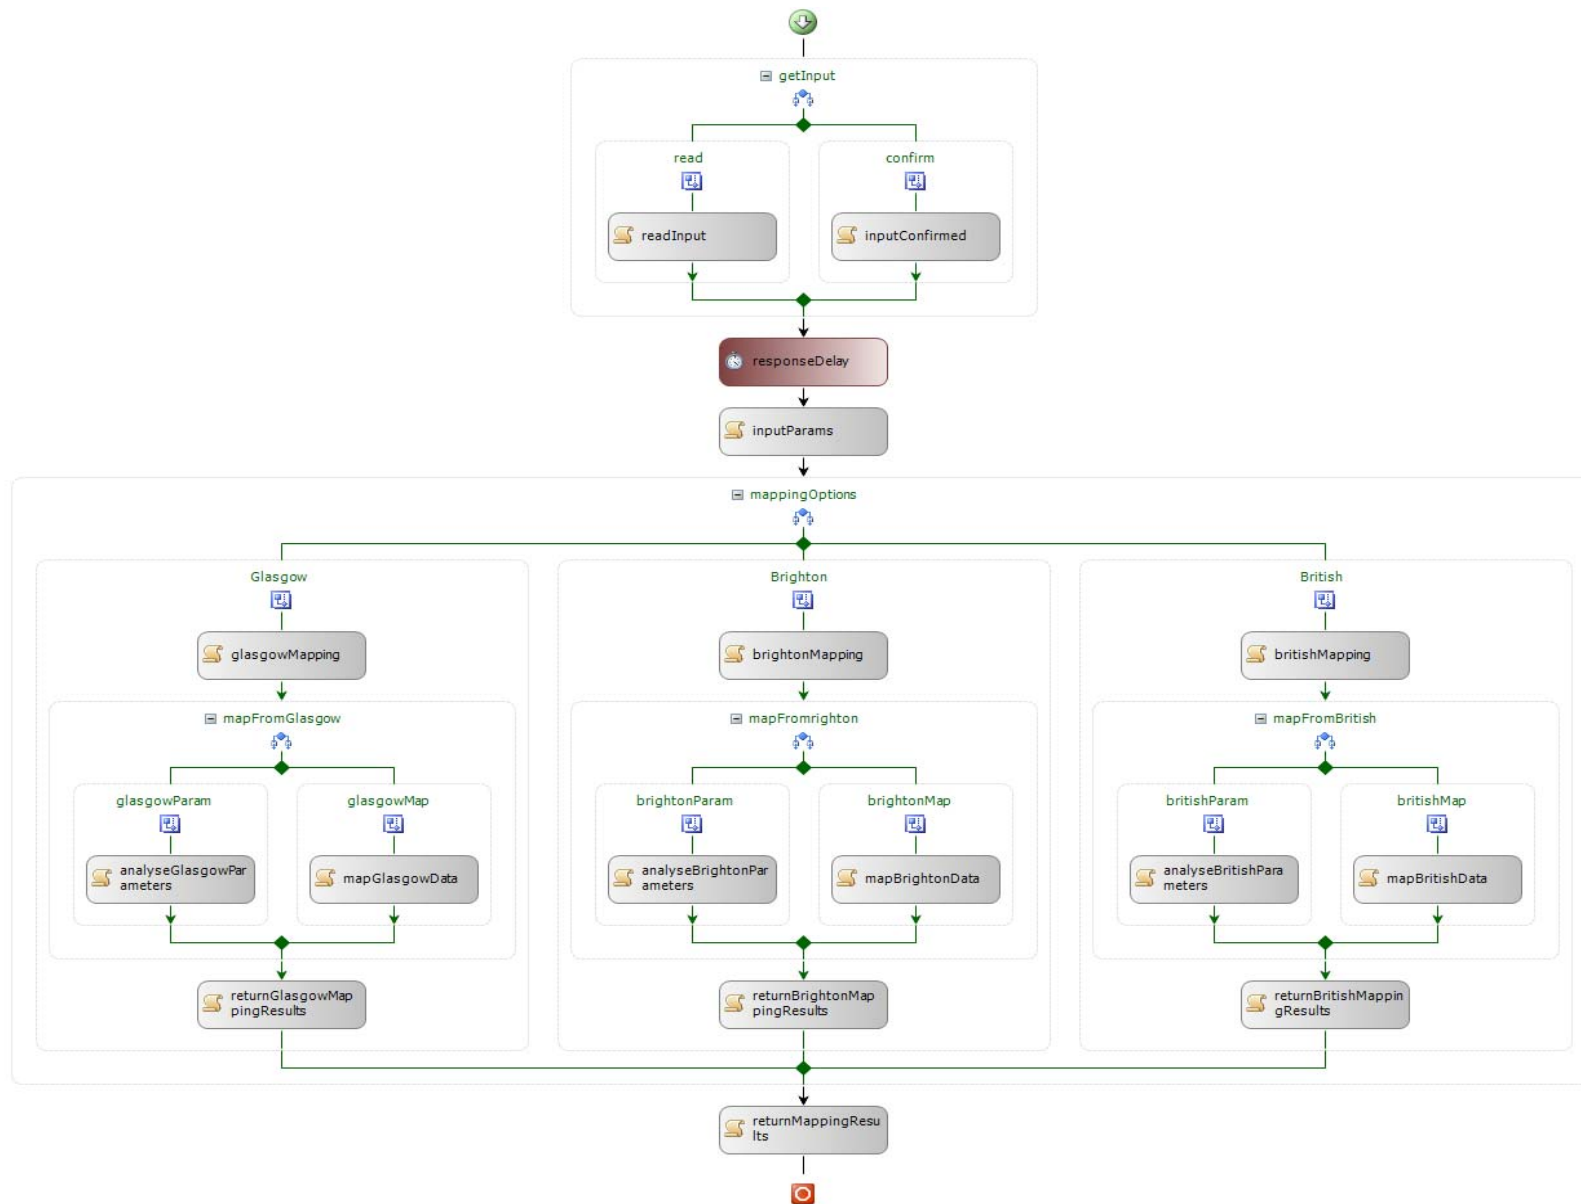 getInput
read
confirm
readInput
inputConfirmed
responseDelay
inputParams
mappingOptions
Glasgow
Brighton
British
glasgowMapping
brightonMapping
britishMapping
mapFromGlasgow
mapFromrighton
mapFromBritish
glasgowParam
glasgowMap
brightonParam
brightonMap
britishParam
britishMap
analyseGlasgowPar
ameters
mapGlasgowData
analyseBrightonPar
ameters
mapBrightonData
analyseBritishPara
meters
mapBritishData
returnGlasgowMap
pingResults
returnBrightonMap
pingResults
returnBritishMappin
gResults
returnMappingResu
lts